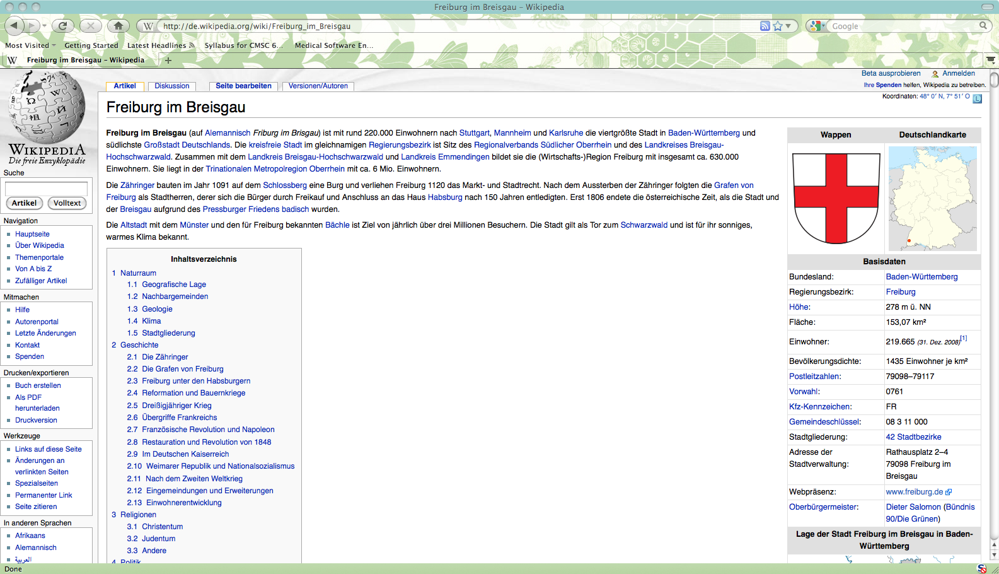 Freiburg im Breisgau – Wikipedia
http://de.wikipedia.org/wiki/Freiburg_im_Breisgau
Google
Most Visited
Getting Started
Latest Headlines
Syllabus for CMSC 6...
Medical Software En...
Freiburg im Breisgau – Wikipedia
Beta ausprobieren
Anmelden
Ihre Spenden helfen, Wikipedia zu betreiben.
Artikel
Diskussion
Seite bearbeiten
Versionen/Autoren
Koordinaten: 48° 0′ N, 7° 51′ O
WIKIPEDIA
Die freie Enzyklopädie
Suche
Artikel
Volltext
Navigation
Hauptseite
Über Wikipedia
Themenportale
Von A bis Z
Zufälliger Artikel
Mitmachen
Hilfe
Autorenportal
Letzte Änderungen
Kontakt
Spenden
Drucken/exportieren
Buch erstellen
Als PDF
herunterladen
Druckversion
Werkzeuge
Links auf diese Seite
Änderungen an
verlinkten Seiten
Spezialseiten
Permanenter Link
Seite zitieren
In anderen Sprachen
Afrikaans
Alemannisch
العربية
Freiburg im Breisgau
Freiburg im Breisgau (auf Alemannisch Friburg im Brisgau) ist mit rund 220.000 Einwohnern nach Stuttgart, Mannheim und Karlsruhe die viertgrößte Stadt in Baden-Württemberg und
südlichste Großstadt Deutschlands. Die kreisfreie Stadt im gleichnamigen Regierungsbezirk ist Sitz des Regionalverbands Südlicher Oberrhein und des Landkreises Breisgau-
Hochschwarzwald. Zusammen mit dem Landkreis Breisgau-Hochschwarzwald und Landkreis Emmendingen bildet sie die (Wirtschafts-)Region Freiburg mit insgesamt ca. 630.000
Einwohnern. Sie liegt in der Trinationalen Metropolregion Oberrhein mit ca. 6 Mio. Einwohnern.
Die Zähringer bauten im Jahr 1091 auf dem Schlossberg eine Burg und verliehen Freiburg 1120 das Markt- und Stadtrecht. Nach dem Aussterben der Zähringer folgten die Grafen von
Freiburg als Stadtherren, derer sich die Bürger durch Freikauf und Anschluss an das Haus Habsburg nach 150 Jahren entledigten. Erst 1806 endete die österreichische Zeit, als die Stadt und
der Breisgau aufgrund des Pressburger Friedens badisch wurden.
Die Altstadt mit dem Münster und den für Freiburg bekannten Bächle ist Ziel von jährlich über drei Millionen Besuchern. Die Stadt gilt als Tor zum Schwarzwald und ist für ihr sonniges,
warmes Klima bekannt.
Inhaltsverzeichnis
1 Naturraum
1.1 Geografische Lage
1.2 Nachbargemeinden
1.3 Geologie
1.4 Klima
1.5 Stadtgliederung
2 Geschichte
2.1 Die Zähringer
2.2 Die Grafen von Freiburg
2.3 Freiburg unter den Habsburgern
2.4 Reformation und Bauernkriege
2.5 Dreißigjähriger Krieg
2.6 Übergriffe Frankreichs
2.7 Französische Revolution und Napoleon
2.8 Restauration und Revolution von 1848
2.9 Im Deutschen Kaiserreich
2.10 Weimarer Republik und Nationalsozialismus
2.11 Nach dem Zweiten Weltkrieg
2.12 Eingemeindungen und Erweiterungen
2.13 Einwohnerentwicklung
3 Religionen
3.1 Christentum
3.2 Judentum
3.3 Andere
4 Politik
Wappen
Deutschlandkarte
Basisdaten
Bundesland: Baden-Württemberg
Regierungsbezirk: Freiburg
Höhe: 278 m ü. NN
Fläche: 153,07 km²
Einwohner: 219.665 (31. Dez. 2008)[1]
Bevölkerungsdichte: 1435 Einwohner je km²
Postleitzahlen: 79098–79117
Vorwahl: 0761
Kfz-Kennzeichen: FR
Gemeindeschlüssel: 08 3 11 000
Stadtgliederung: 42 Stadtbezirke
Adresse der Rathausplatz 2–4
Stadtverwaltung: 79098 Freiburg im
Breisgau
Webpräsenz: www.freiburg.de
Oberbürgermeister: Dieter Salomon (Bündnis
90/Die Grünen)
Lage der Stadt Freiburg im Breisgau in Baden-
Württemberg
Done